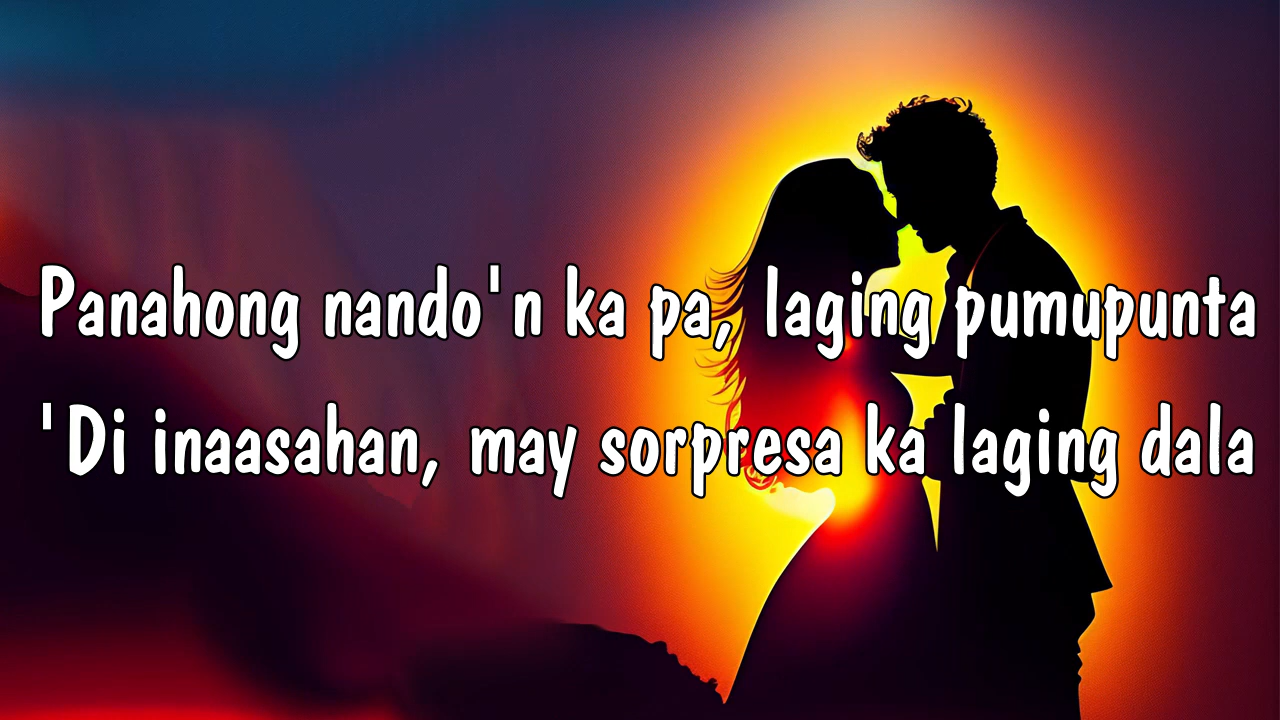 Panahong nando'n ka pa, laging pumupunta
'Di inaasahan, may sorpresa ka laging dala